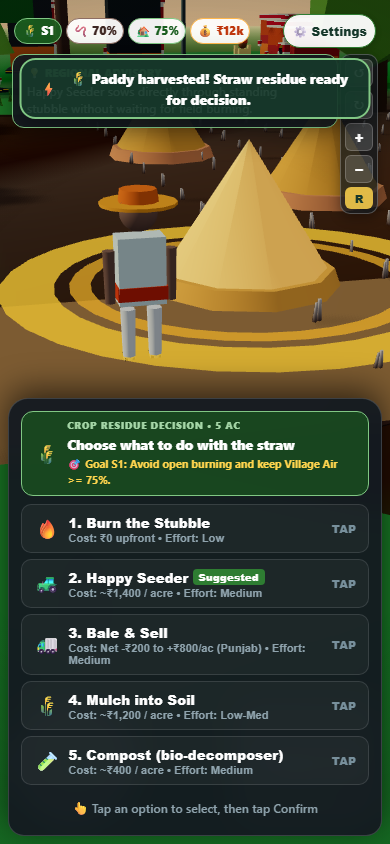 S1 70% 75% ₹12k Settings
Paddy harvested! Straw residue ready
for decision.
+
−
R
CROP RESIDUE DECISION • 5 AC
Choose what to do with the straw
Goal S1: Avoid open burning and keep Village Air
>= 75%.
1. Burn the Stubble
Cost: ₹0 upfront • Effort: Low
TAP
2. Happy Seeder Suggested
Cost: ~₹1,400 / acre • Effort: Medium
TAP
3. Bale & Sell
Cost: Net -₹200 to +₹800/ac (Punjab) • Effort:
Medium
TAP
4. Mulch into Soil
Cost: ~₹1,200 / acre • Effort: Low-Med
TAP
5. Compost (bio-decomposer)
Cost: ~₹400 / acre • Effort: Medium
TAP
Tap an option to select, then tap Confirm